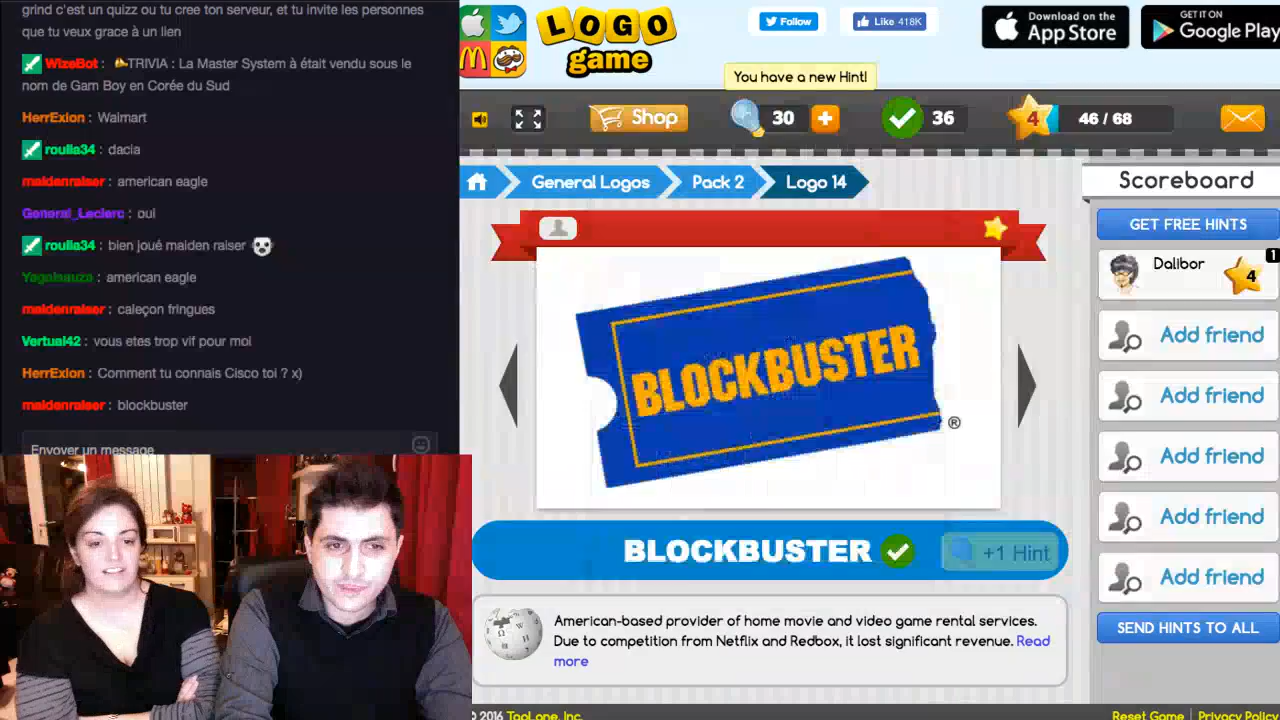 grind c'est un quizz ou tu cree ton serveur, et tu invite les personnes
que tu veux grace à un lien
WizeBot : TRIVIA : La Master System à était vendu sous le
nom de Gam Boy en Corée du Sud
HerrExion : Walmart
roulia34 : dacia
maidenraiser : american eagle
General_Leclerc : oui
roulia34 : bien joué maiden raiser
american eagle
maidenraiser : caleçon fringues
Vertual42 : vous etes trop vif pour moi
HerrExion : Comment tu connais Cisco toi ? x)
maidenraiser : blockbuster
Envoyer un message
LOGO
game
Follow
Like 418K
Download on the
App Store
GET IT ON
Google Play
You have a new Hint!
Shop
30
36
4
46 / 68
General Logos
Pack 2
Logo 14
BLOCKBUSTER
®
BLOCKBUSTER
+1 Hint
American-based provider of home movie and video game rental services.
Due to competition from Netflix and Redbox, it lost significant revenue. Read
more
Scoreboard
GET FREE HINTS
1
Dalibor
4
Add friend
Add friend
Add friend
Add friend
Add friend
SEND HINTS TO ALL
© 2016 TapLane, Inc.
Reset Game | Privacy Policy